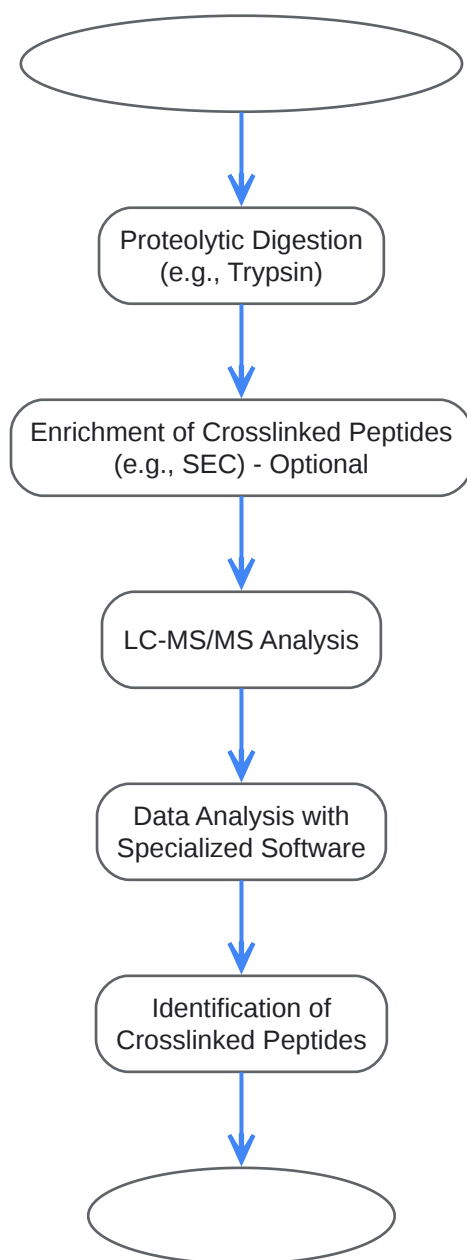 Proteolytic Digestion
(e.g., Trypsin)
Enrichment of Crosslinked Peptides
(e.g., SEC) - Optional
LC-MS/MS Analysis
Data Analysis with
Specialized Software
Identification of
Crosslinked Peptides